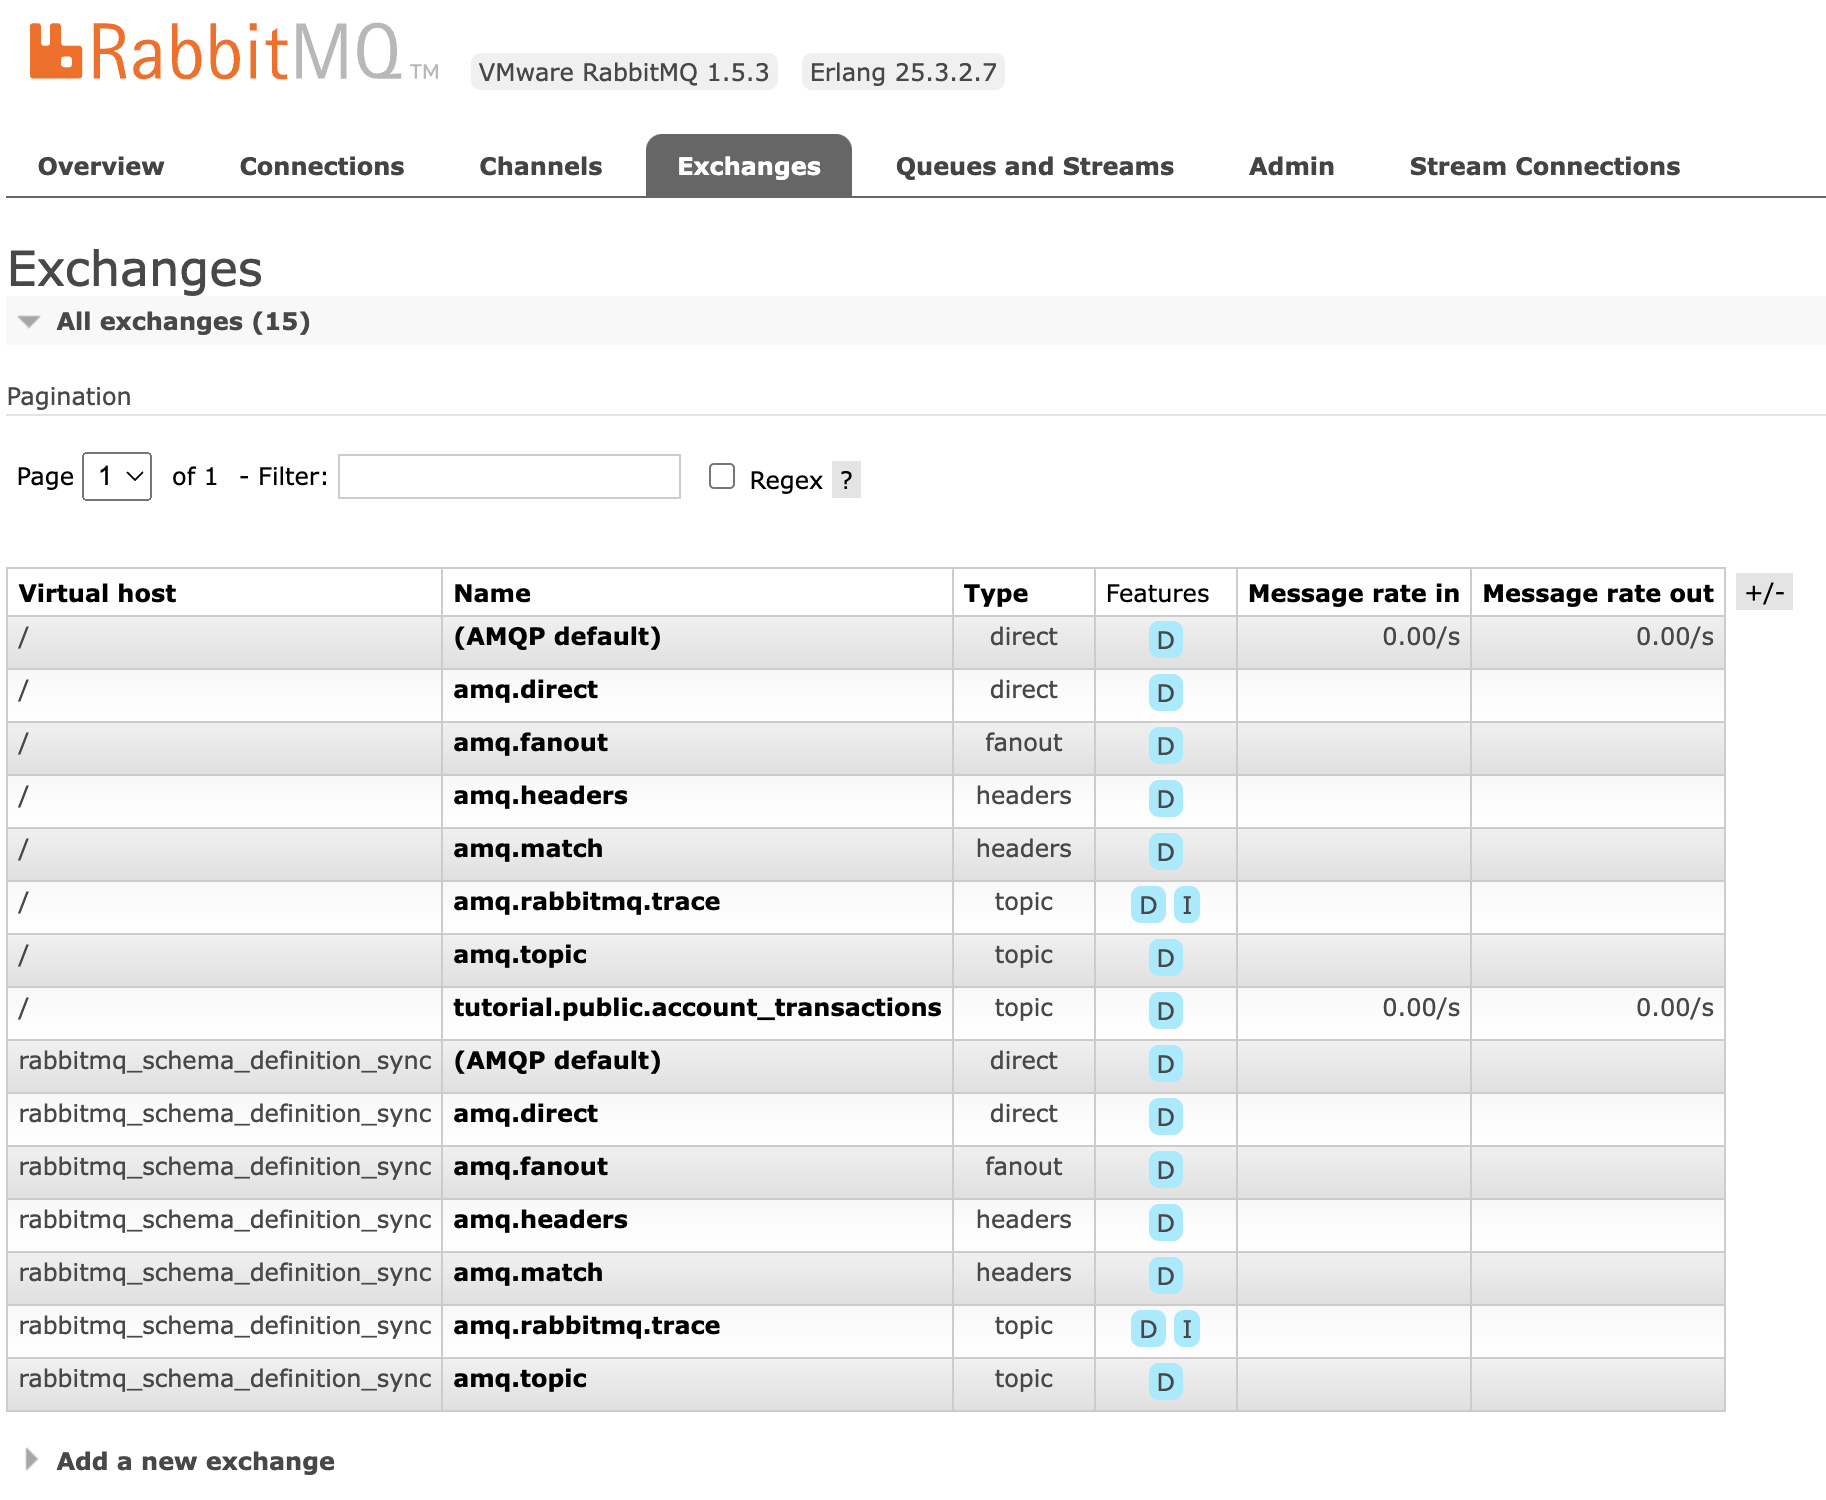 RabbitMQ TM VMware RabbitMQ 1.5.3 Erlang 25.3.2.7
Overview Connections Channels Exchanges Queues and Streams Admin Stream Connections
Exchanges
All exchanges (15)
Pagination
Page 1 of 1 - Filter: Regex ?
Virtual host Name Type Features Message rate in Message rate out +/-
/ (AMQP default) direct D 0.00/s 0.00/s
/ amq.direct direct D
/ amq.fanout fanout D
/ amq.headers headers D
/ amq.match headers D
/ amq.rabbitmq.trace topic D I
/ amq.topic topic D
/ tutorial.public.account_transactions topic D 0.00/s 0.00/s
rabbitmq_schema_definition_sync (AMQP default) direct D
rabbitmq_schema_definition_sync amq.direct direct D
rabbitmq_schema_definition_sync amq.fanout fanout D
rabbitmq_schema_definition_sync amq.headers headers D
rabbitmq_schema_definition_sync amq.match headers D
rabbitmq_schema_definition_sync amq.rabbitmq.trace topic D I
rabbitmq_schema_definition_sync amq.topic topic D
Add a new exchange